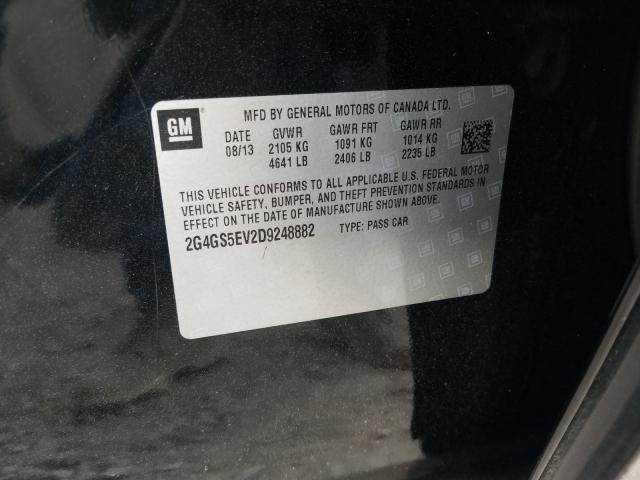 MFD BY GENERAL MOTORS OF CANADA LTD.
GM
DATE GVWR GAWR FRT GAWR RR
08/13 2105 KG 1091 KG 1014 KG
4641 LB 2406 LB 2235 LB
THIS VEHICLE CONFORMS TO ALL APPLICABLE U.S. FEDERAL MOTOR
VEHICLE SAFETY, BUMPER, AND THEFT PREVENTION STANDARDS IN
EFFECT ON THE DATE OF MANUFACTURE SHOWN ABOVE.
2G4GS5EV2D9248882 TYPE: PASS CAR